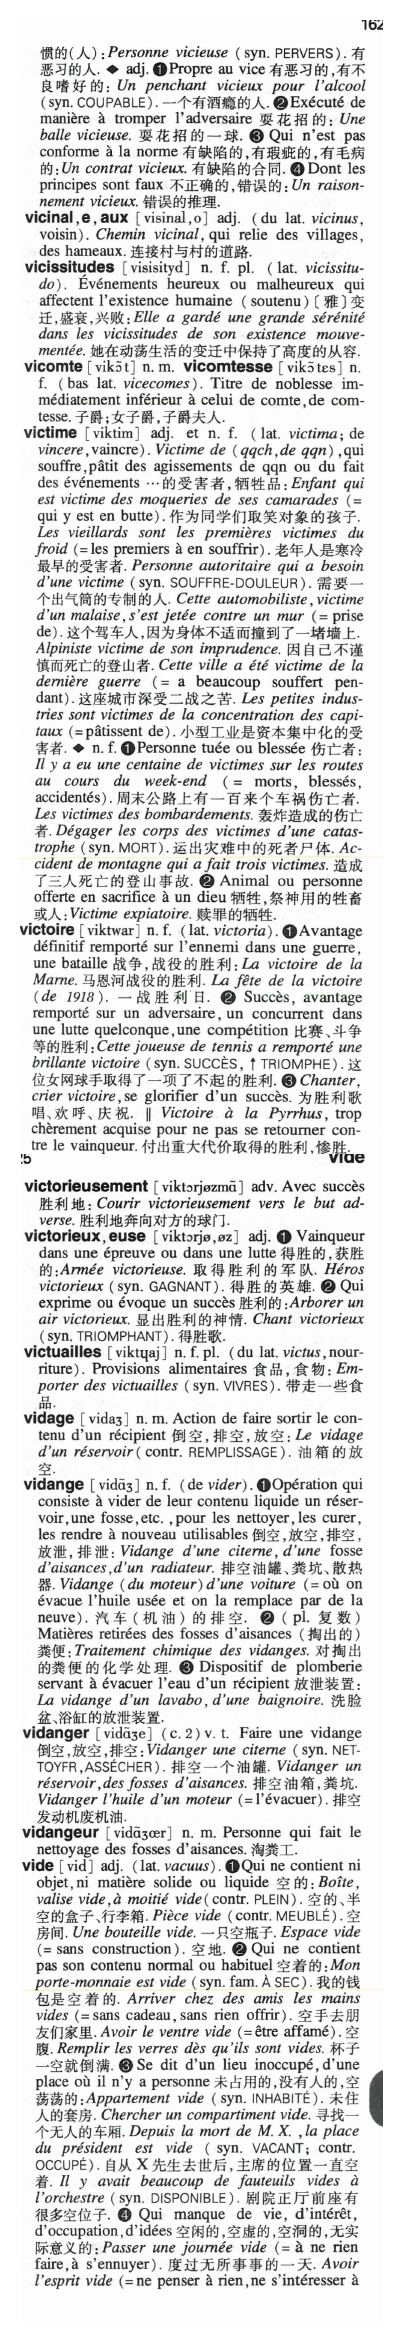 162
惯的(人):Personne vicieuse (syn. PERVERS). 有
恶习的人. ◆ adj. ❶Propre au vice 有恶习的,有不
良嗜好的: Un penchant vicieux pour l'alcool
(syn. COUPABLE). 一个有酒瘾的人. ❷Exécuté de
manière à tromper l'adversaire 耍花招的: Une
balle vicieuse. 耍花招的一球. ❸ Qui n'est pas
conforme à la norme 有缺陷的,有瑕疵的,有毛病
的:Un contrat vicieux. 有缺陷的合同. ❹Dont les
principes sont faux 不正确的,错误的:Un raison-
nement vicieux. 错误的推理.
vicinal,e,aux [visinal,o] adj. (du lat. vicinus,
voisin). Chemin vicinal, qui relie des villages,
des hameaux. 连接村与村的道路.
vicissitudes [visisityd] n. f. pl. (lat. vicissitu-
do). Événements heureux ou malheureux qui
affectent l'existence humaine (soutenu)〔雅〕变
迁,盛衰,兴败:Elle a gardé une grande sérénité
dans les vicissitudes de son existence mouve-
mentée. 她在动荡生活的变迁中保持了高度的从容.
vicomte [vikɔ̃t] n. m. vicomtesse [vikɔ̃tɛs] n.
f. (bas lat. vicecomes). Titre de noblesse im-
médiatement inférieur à celui de comte,de com-
tesse. 子爵;女子爵,子爵夫人.
victime [viktim] adj. et n. f. (lat. victima; de
vincere,vaincre). Victime de (qqch,de qqn),qui
souffre,pâtit des agissements de qqn ou du fait
des événements …的受害者,牺牲品:Enfant qui
est victime des moqueries de ses camarades (=
qui y est en butte). 作为同学们取笑对象的孩子.
Les vieillards sont les premières victimes du
froid (=les premiers à en souffrir). 老年人是寒冷
最早的受害者. Personne autoritaire qui a besoin
d'une victime (syn. SOUFFRE-DOULEUR). 需要一
个出气筒的专制的人. Cette automobiliste,victime
d'un malaise,s'est jetée contre un mur (= prise
de). 这个驾车人,因为身体不适而撞到了一堵墙上.
Alpiniste victime de son imprudence. 因自己不谨
慎而死亡的登山者. Cette ville a été victime de la
dernière guerre (= a beaucoup souffert pen-
dant). 这座城市深受二战之苦. Les petites indus-
tries sont victimes de la concentration des capi-
taux (=pâtissent de). 小型工业是资本集中化的受
害者. ◆ n. f. ❶Personne tuée ou blessée 伤亡者:
Il y a eu une centaine de victimes sur les routes
au cours du week-end (= morts, blessés,
accidentés). 周末公路上有一百来个车祸伤亡者.
Les victimes des bombardements. 轰炸造成的伤亡
者. Dégager les corps des victimes d'une catas-
trophe (syn. MORT). 运出灾难中的死者尸体. Ac-
cident de montagne qui a fait trois victimes. 造成
了三人死亡的登山事故. ❷ Animal ou personne
offerte en sacrifice à un dieu 牺牲,祭神用的牲畜
或人:Victime expiatoire. 赎罪的牺牲.
victoire [viktwar] n. f. (lat. victoria). ❶Avantage
définitif remporté sur l'ennemi dans une guerre,
une bataille 战争,战役的胜利:La victoire de la
Marne. 马恩河战役的胜利. La fête de la victoire
(de 1918). 一战胜利日. ❷ Succès, avantage
remporté sur un adversaire, un concurrent dans
une lutte quelconque,une compétition 比赛、斗争
等的胜利:Cette joueuse de tennis a remporté une
brillante victoire (syn. SUCCÈS, ↑ TRIOMPHE). 这
位女网球手取得了一项了不起的胜利. ❸ Chanter,
crier victoire,se glorifier d'un succès. 为胜利歌
唱、欢呼、庆祝. ‖ Victoire à la Pyrrhus, trop
chèrement acquise pour ne pas se retourner con-
tre le vainqueur. 付出重大代价取得的胜利,惨胜.
25 vide
victorieusement [viktɔrjøzmɑ̃] adv. Avec succès
胜利地: Courir victorieusement vers le but ad-
verse. 胜利地奔向对方的球门.
victorieux,euse [viktɔrjø,øz] adj. ❶ Vainqueur
dans une épreuve ou dans une lutte 得胜的,获胜
的:Armée victorieuse. 取得胜利的军队. Héros
victorieux (syn. GAGNANT). 得胜的英雄. ❷ Qui
exprime ou évoque un succès 胜利的:Arborer un
air victorieux. 显出胜利的神情. Chant victorieux
(syn. TRIOMPHANT). 得胜歌.
victuailles [viktɥaj] n. f. pl. (du lat. victus,nour-
riture). Provisions alimentaires 食品,食物: Em-
porter des victuailles (syn. VIVRES). 带走一些食
品.
vidage [vidaʒ] n. m. Action de faire sortir le con-
tenu d'un récipient 倒空,排空,放空: Le vidage
d'un réservoir (contr. REMPLISSAGE). 油箱的放
空.
vidange [vidɑ̃ʒ] n. f. (de vider). ❶Opération qui
consiste à vider de leur contenu liquide un réser-
voir,une fosse,etc. ,pour les nettoyer,les curer,
les rendre à nouveau utilisables 倒空,放空,排空,
放泄,排泄: Vidange d'une citerne, d'une fosse
d'aisances,d'un radiateur. 排空油罐、粪坑、散热
器. Vidange (du moteur) d'une voiture (=où on
évacue l'huile usée et on la remplace par de la
neuve). 汽车(机油)的排空. ❷ (pl. 复数)
Matières retirées des fosses d'aisances (掏出的)
粪便:Traitement chimique des vidanges. 对掏出
的粪便的化学处理. ❸ Dispositif de plomberie
servant à évacuer l'eau d'un récipient 放泄装置:
La vidange d'un lavabo,d'une baignoire. 洗脸
盆、浴缸的放泄装置.
vidanger [vidɑ̃ʒe] (c. 2) v. t. Faire une vidange
倒空,放空,排空:Vidanger une citerne (syn. NET-
TOYFR,ASSÉCHER). 排空一个油罐. Vidanger un
réservoir,des fosses d'aisances. 排空油箱,粪坑.
Vidanger l'huile d'un moteur (=l'évacuer). 排空
发动机废机油.
vidangeur [vidɑ̃ʒœr] n. m. Personne qui fait le
nettoyage des fosses d'aisances. 淘粪工.
vide [vid] adj. (lat. vacuus). ❶Qui ne contient ni
objet,ni matière solide ou liquide 空的: Boîte,
valise vide,à moitié vide(contr. PLEIN). 空的、半
空的盒子、行李箱. Pièce vide (contr. MEUBLÉ). 空
房间. Une bouteille vide. 一只空瓶子. Espace vide
(= sans construction). 空地. ❷ Qui ne contient
pas son contenu normal ou habituel 空着的:Mon
porte-monnaie est vide (syn. fam. À SEC). 我的钱
包是空着的. Arriver chez des amis les mains
vides (=sans cadeau,sans rien offrir). 空手去朋
友们家里. Avoir le ventre vide (=être affamé). 空
腹. Remplir les verres dès qu'ils sont vides. 杯子
一空就倒满. ❸Se dit d'un lieu inoccupé,d'une
place où il n'y a personne 未占用的,没有人的,空
荡荡的:Appartement vide (syn. INHABITÉ). 未住
人的套房. Chercher un compartiment vide. 寻找一
个无人的车厢. Depuis la mort de M. X. ,la place
du président est vide (syn. VACANT; contr.
OCCUPÉ). 自从 X 先生去世后,主席的位置一直空
着. Il y avait beaucoup de fauteuils vides à
l'orchestre (syn. DISPONIBLE). 剧院正厅前座有
很多空位子. ❹ Qui manque de vie, d'intérêt,
d'occupation,d'idées 空闲的,空虚的,空洞的,无实
际意义的: Passer une journée vide (= à ne rien
faire,à s'ennuyer). 度过无所事事的一天. Avoir
l'esprit vide (=ne penser à rien,ne s'intéresser à